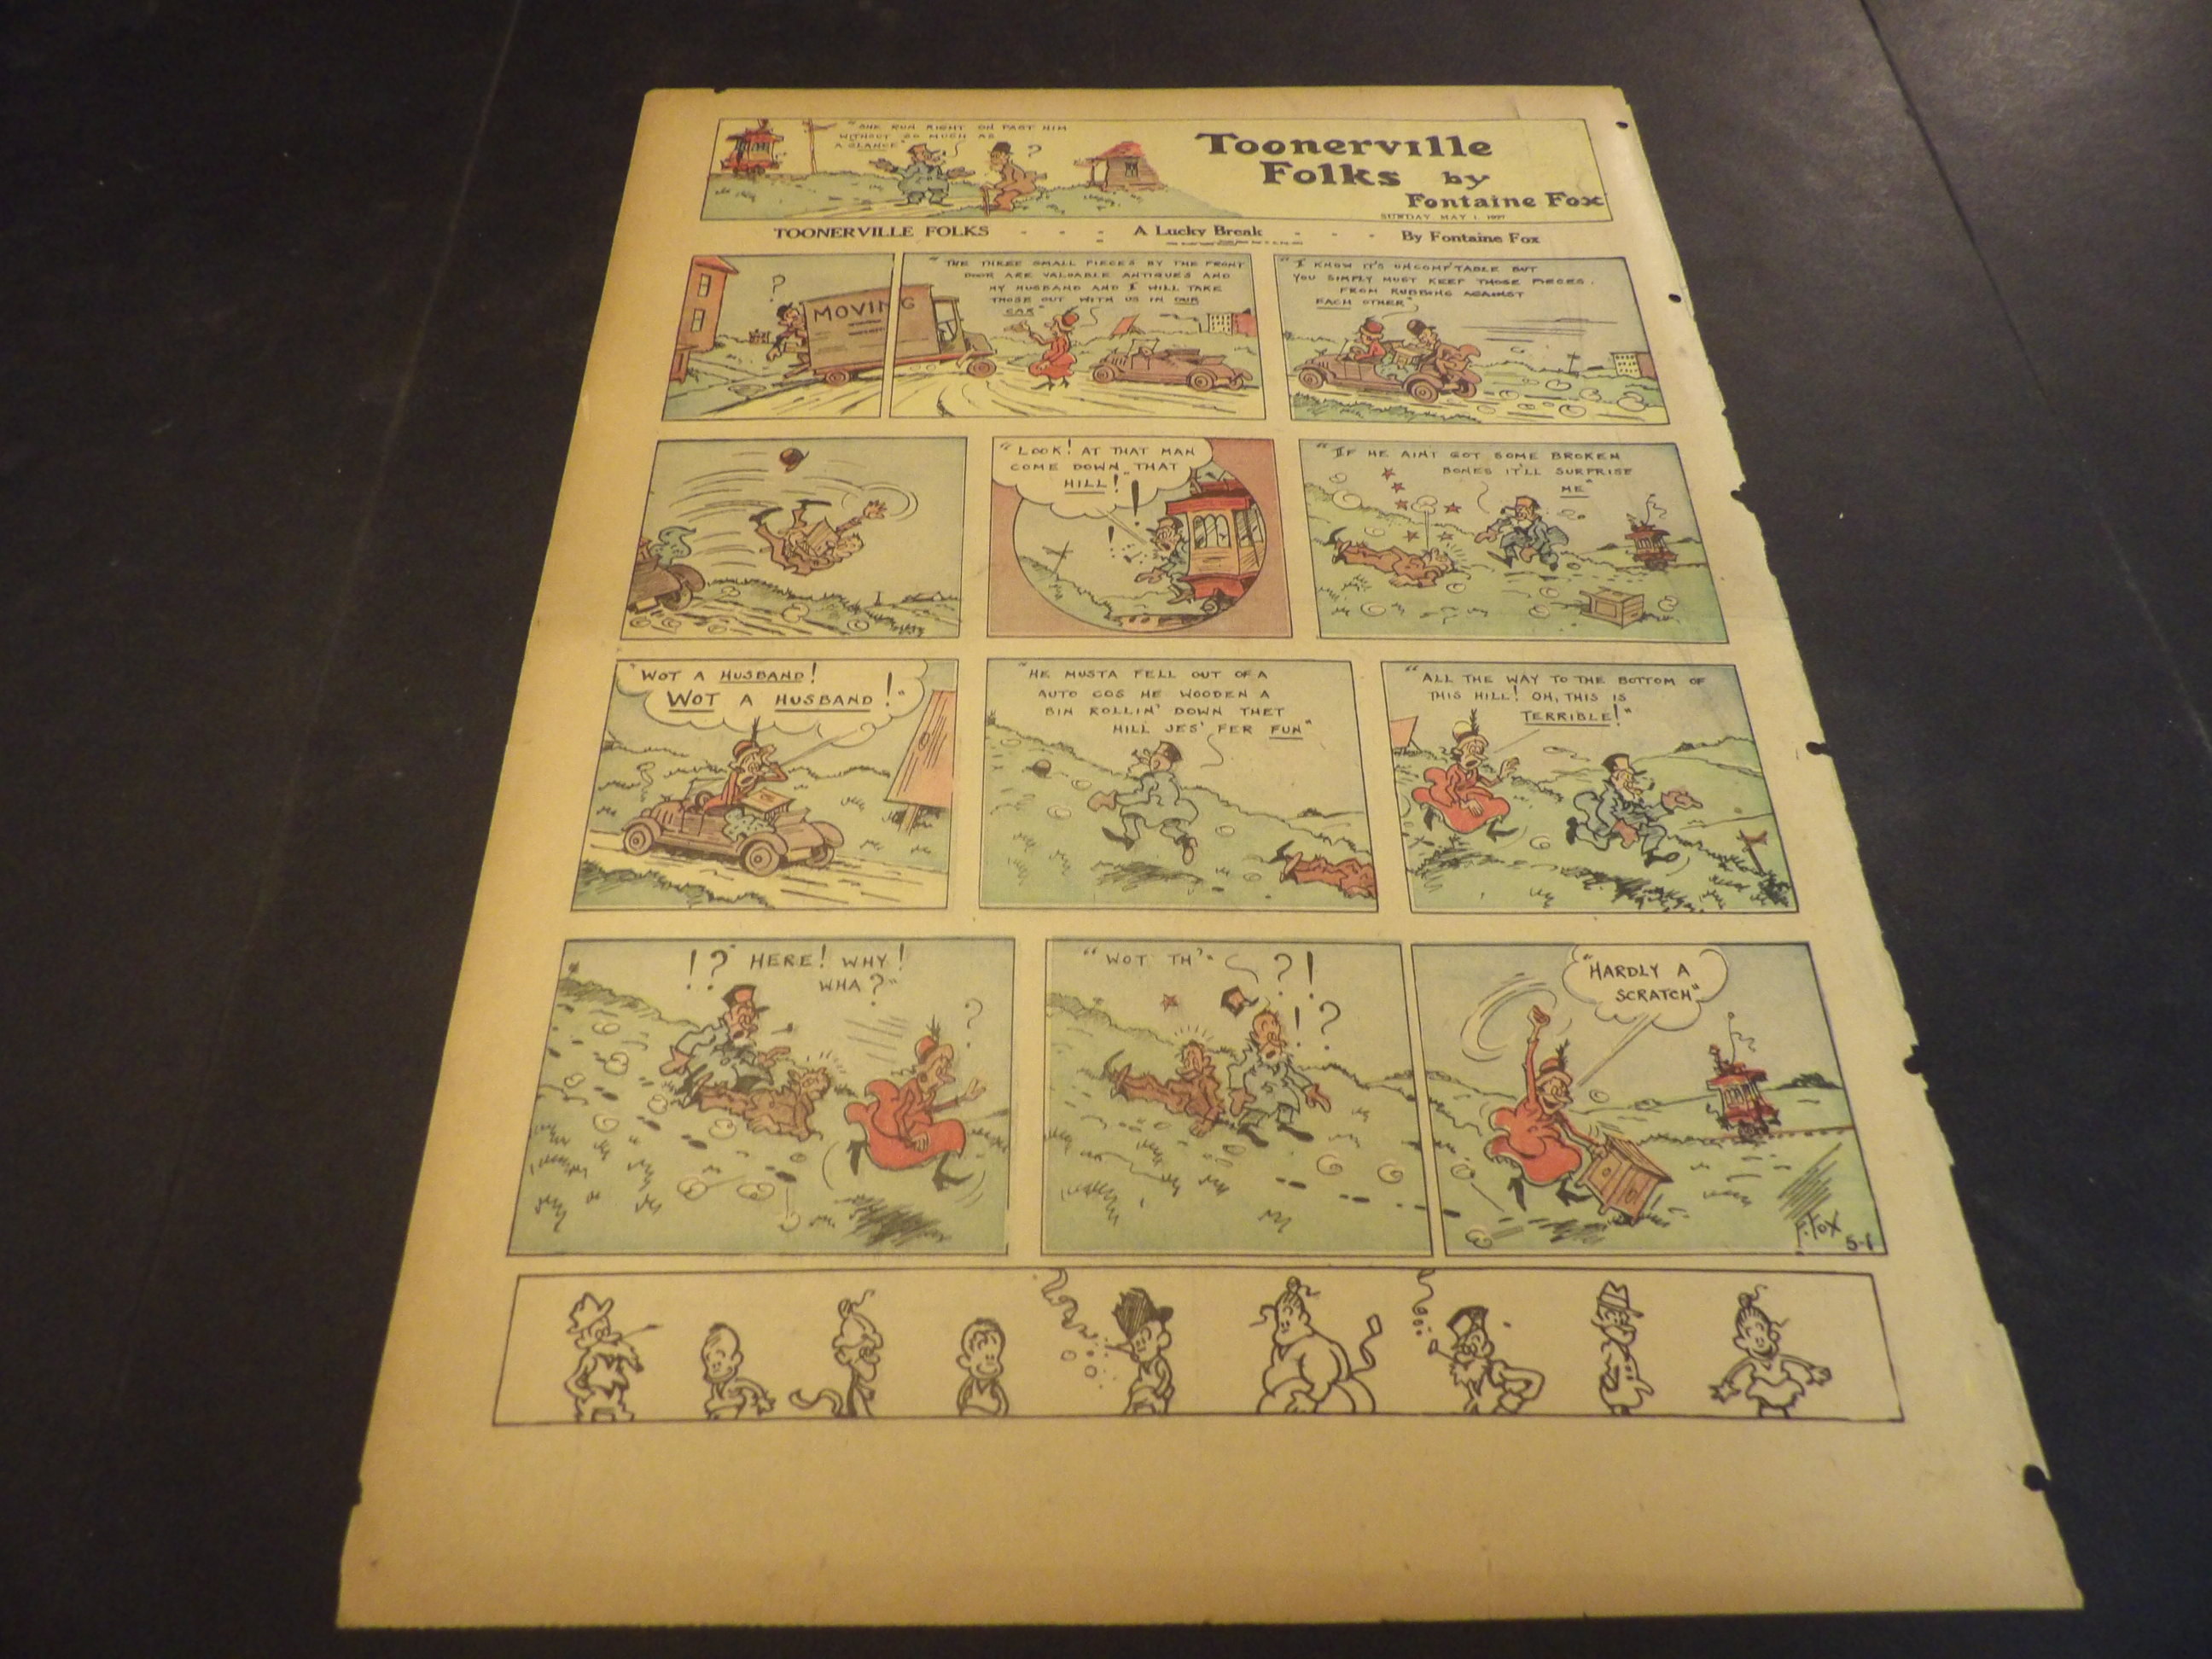 "SHE RUN RIGHT ON PAST HIM
WITHOUT SO MUCH AS
A GLANCE"
?
Toonerville
Folks by
Fontaine Fox
SUNDAY MAY 1, 1927
TOONERVILLE FOLKS - - - A Lucky Break - - - By Fontaine Fox
?
MOVING
"THE THREE SMALL PIECES BY THE FRONT
DOOR ARE VALUABLE ANTIQUES AND
MY HUSBAND AND I WILL TAKE
THOSE OUT WITH US IN OUR
CAR"
"I KNOW IT'S UNCOMF'TABLE BUT
YOU SIMPLY MUST KEEP THOSE PIECES
FROM RUBBING AGAINST
EACH OTHER"
"LOOK! AT THAT MAN
COME DOWN THAT
HILL!"
!
!
"IF HE AINT GOT SOME BROKEN
BONES IT'LL SURPRISE
ME"
"WOT A HUSBAND!
WOT A HUSBAND!"
"HE MUSTA FELL OUT OF A
AUTO COS HE WOODEN A
BIN ROLLIN' DOWN THET
HILL JES' FER FUN"
"ALL THE WAY TO THE BOTTOM OF
THIS HILL! OH, THIS IS
TERRIBLE!"
!? "HERE! WHY!
WHA?"
?
"WOT TH'" ?!
!?
"HARDLY A
SCRATCH"
F. FOX
5-1